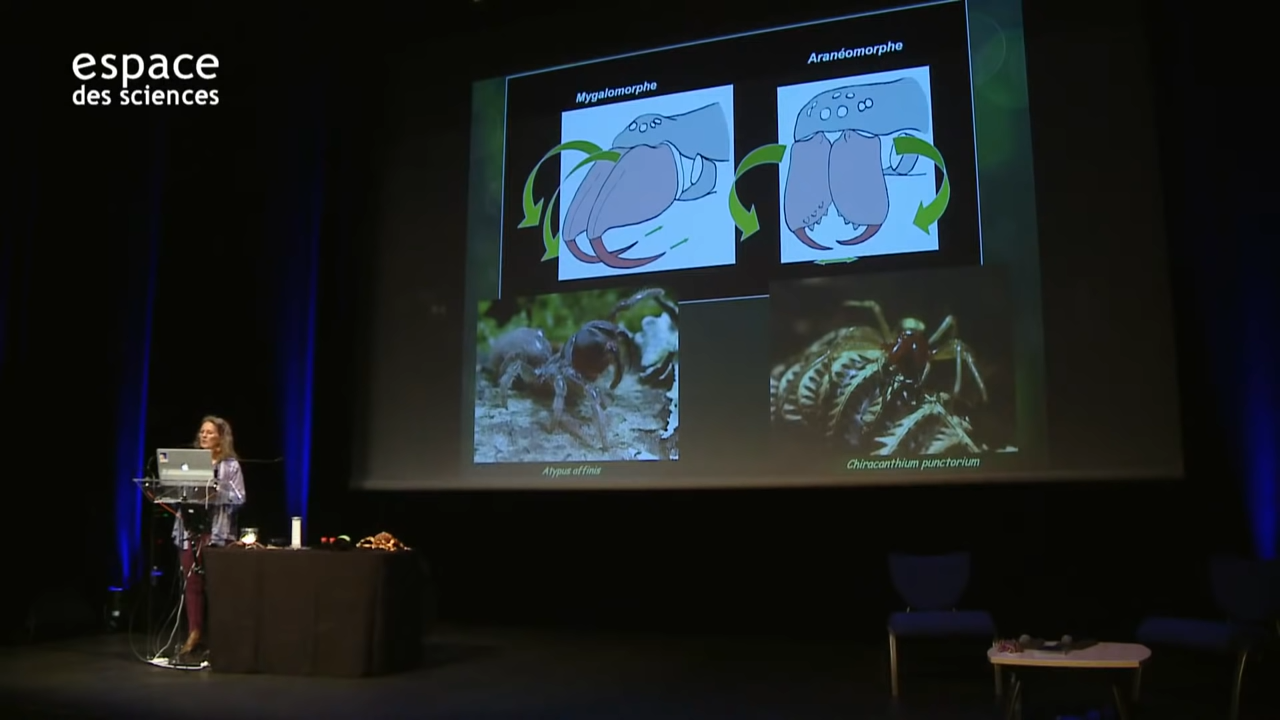 espace
des sciences
Mygalomorphe
Aranéomorphe
Atypus affinis
Chiracanthium punctorium